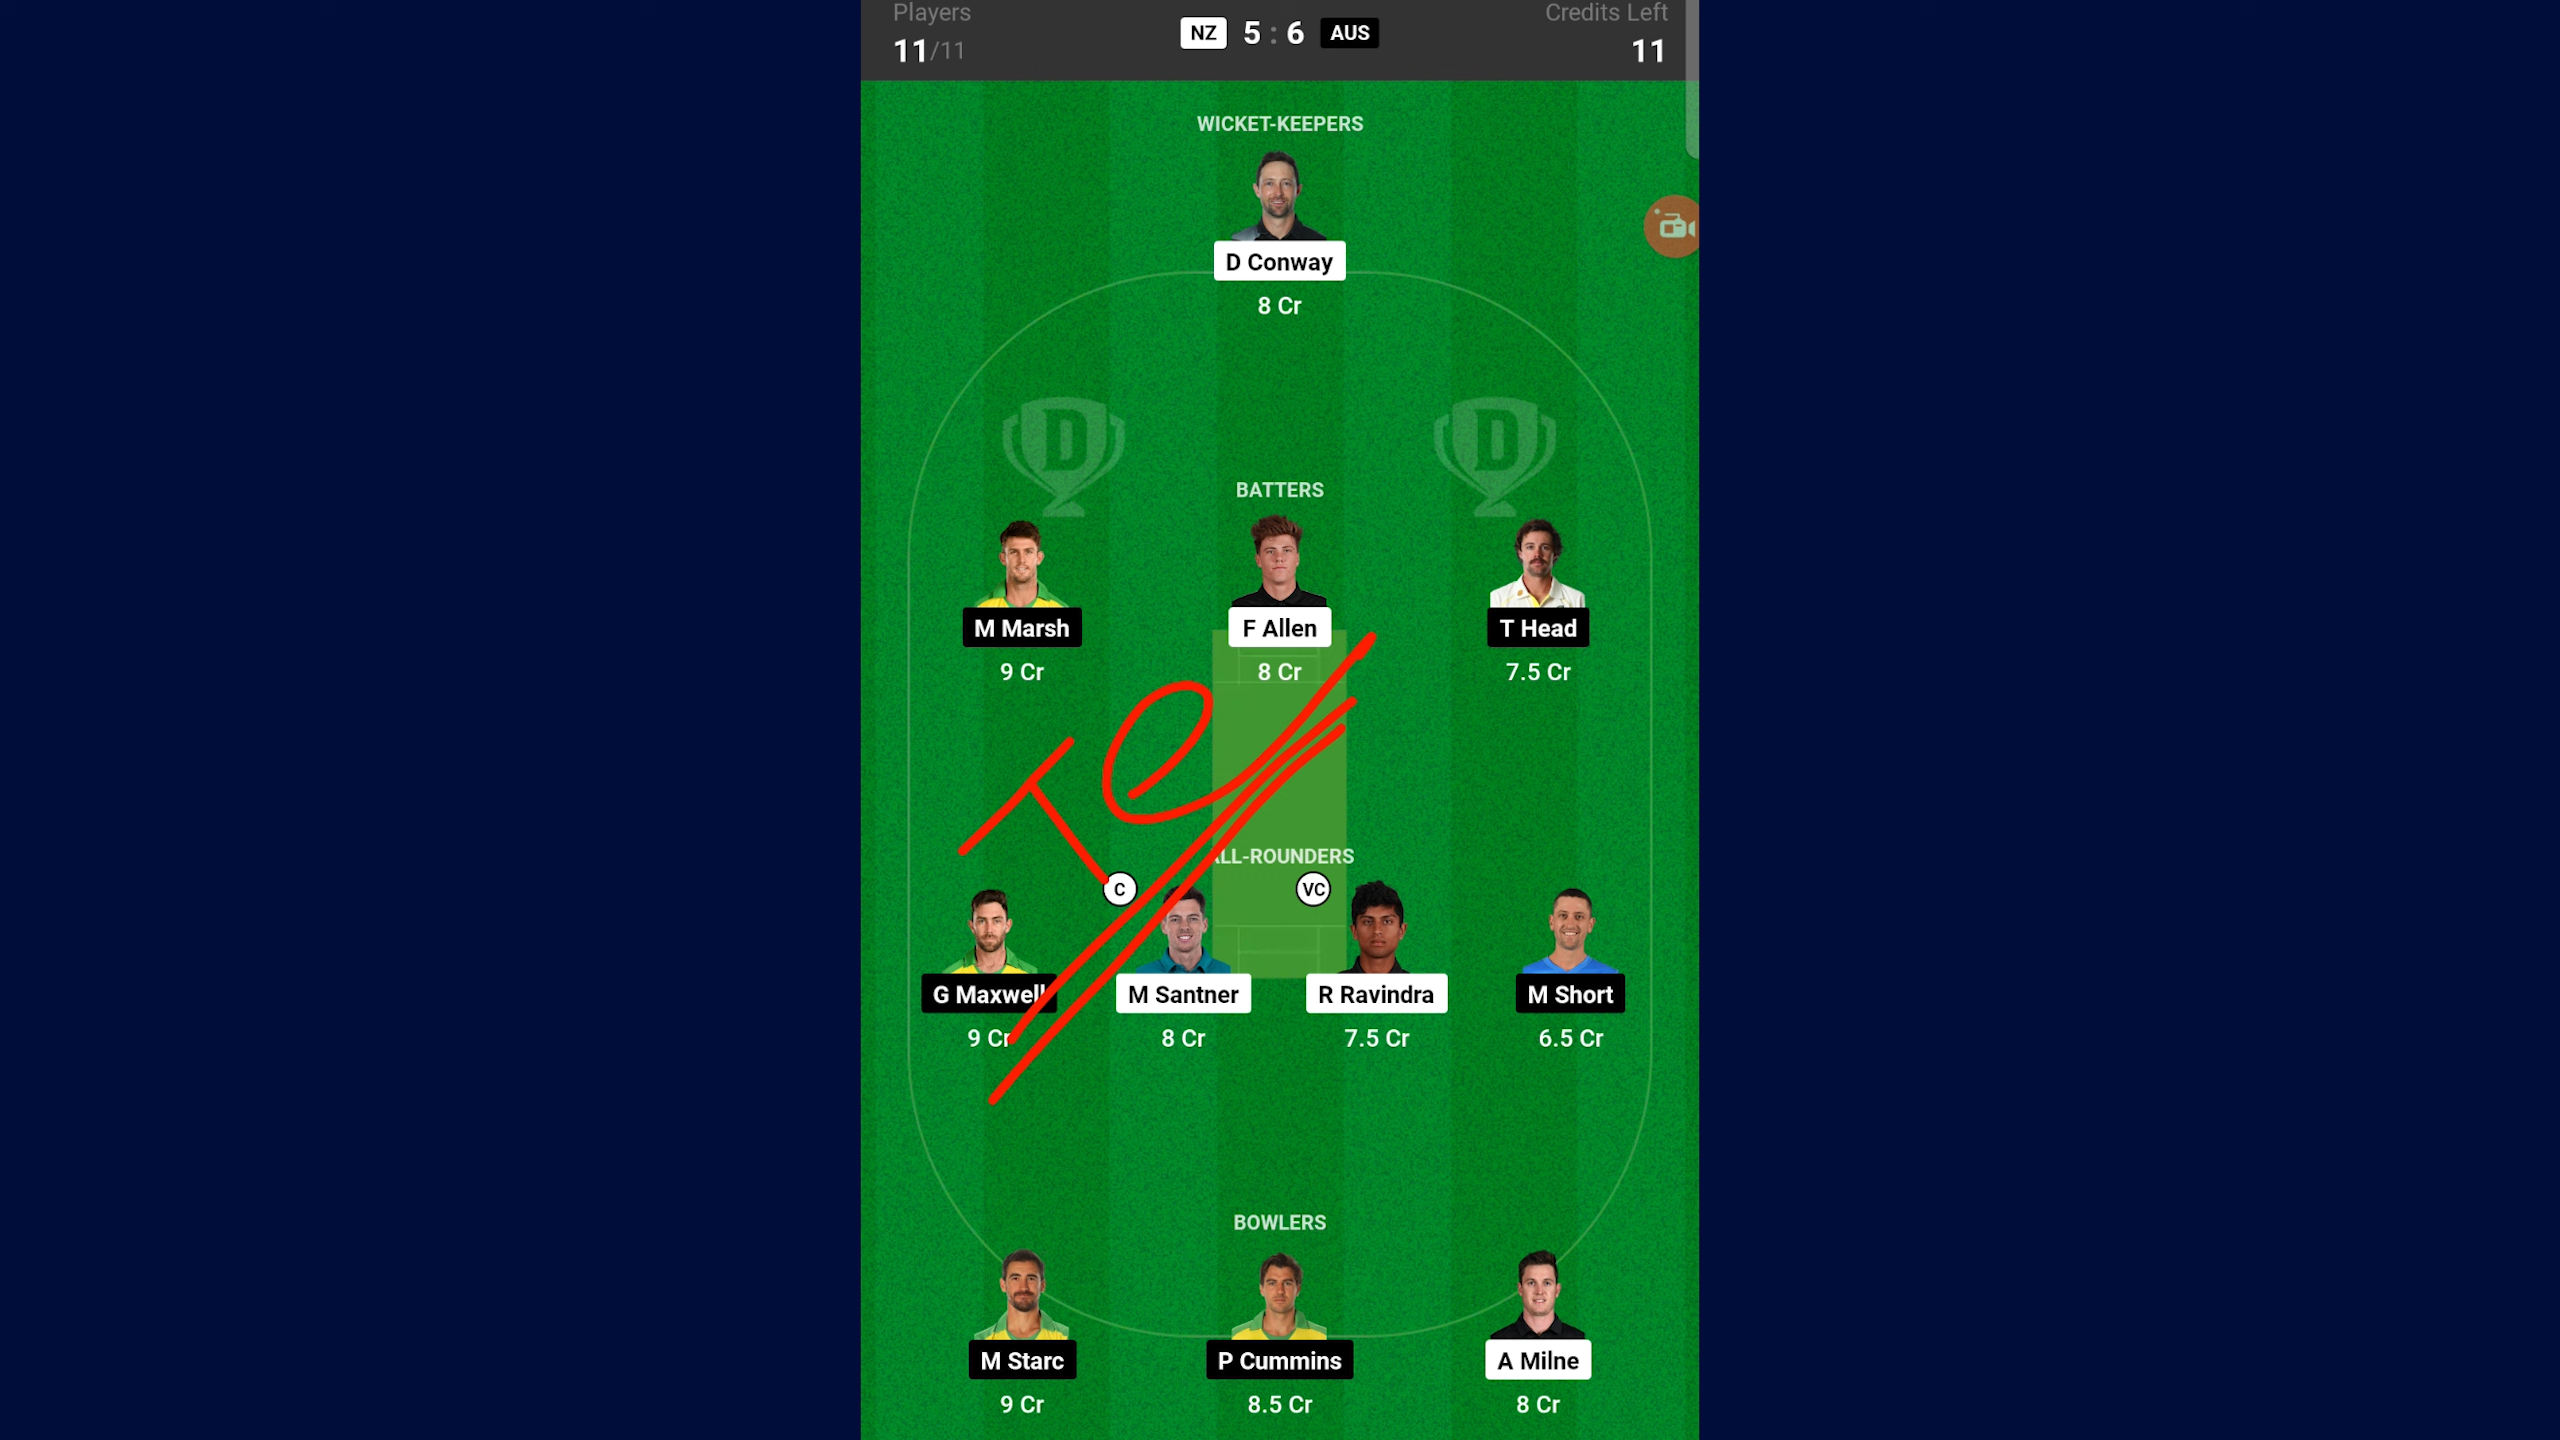 Players
Credits Left
11/11
NZ 5 : 6 AUS
11
WICKET-KEEPERS
D Conway
8 Cr
D D
BATTERS
M Marsh F Allen T Head
9 Cr 8 Cr 7.5 Cr
Te
ALL-ROUNDERS
C VC
G Maxwell M Santner R Ravindra M Short
9 Cr 8 Cr 7.5 Cr 6.5 Cr
BOWLERS
M Starc P Cummins A Milne
9 Cr 8.5 Cr 8 Cr